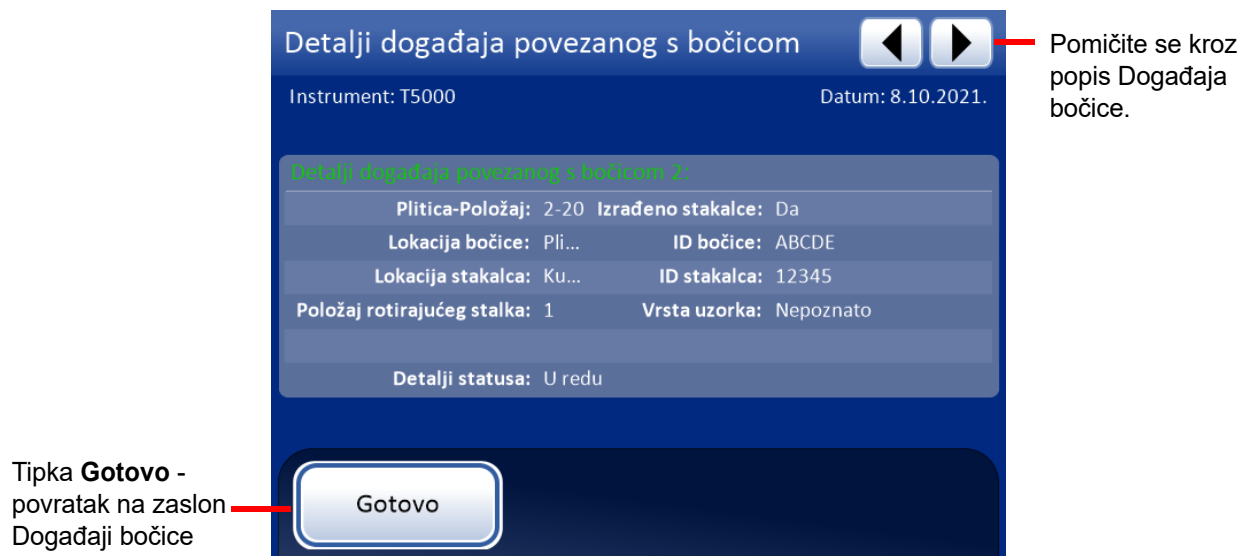 Detalji događaja povezanog s bočicom
Instrument: T5000 Datum: 8.10.2021.
Detalji događaja povezanog s bočicom 2:
Plitica-Položaj: 2-20 Izrađeno stakalce: Da
Lokacija bočice: Pli... ID bočice: ABCDE
Lokacija stakalca: Ku... ID stakalca: 12345
Položaj rotirajućeg stalka: 1 Vrsta uzorka: Nepoznato
Detalji statusa: U redu
Gotovo
Pomičite se kroz
popis Događaja
bočice.
Tipka Gotovo -
povratak na zaslon
Događaji bočice